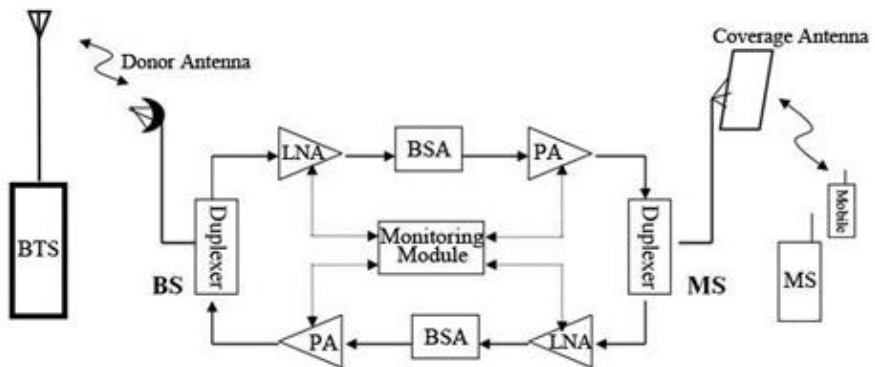 Coverage Antenna
Donor Antenna
LNA
BSA
PA
BTS
Duplexer
Monitoring
Module
Duplexer
Mobile
BS
MS
MS
PA
BSA
LNA